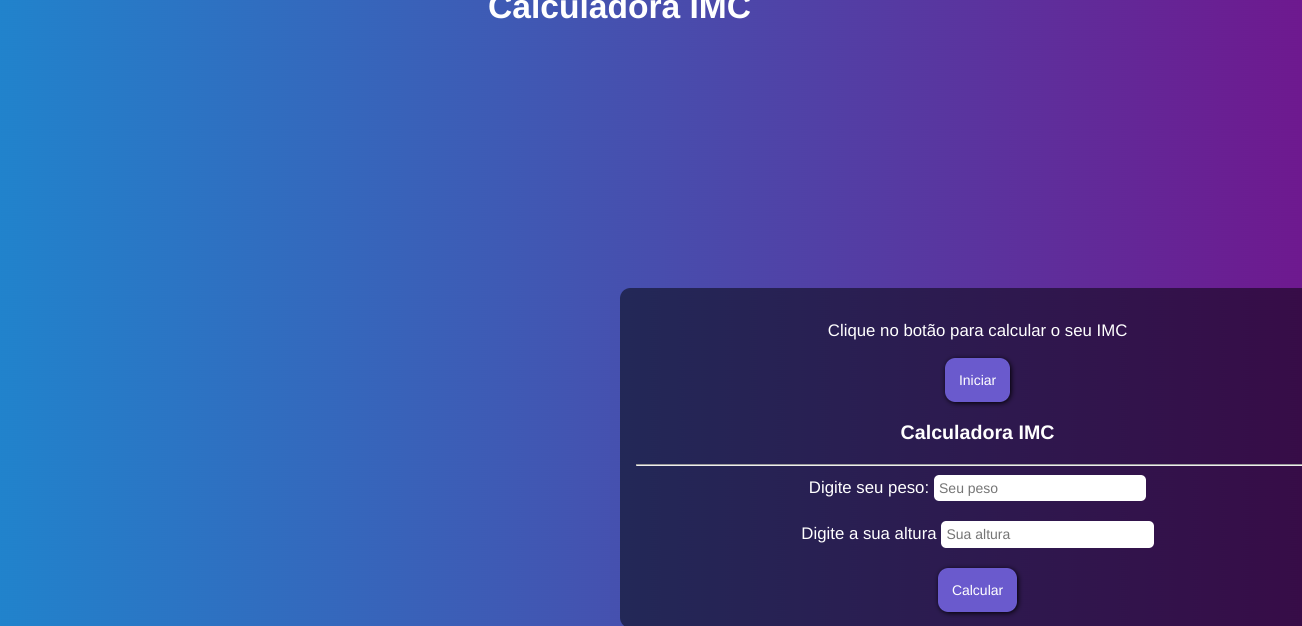 Calculadora IMC
Clique no botão para calcular o seu IMC
Iniciar
Calculadora IMC
Digite seu peso: Seu peso
Digite a sua altura Sua altura
Calcular